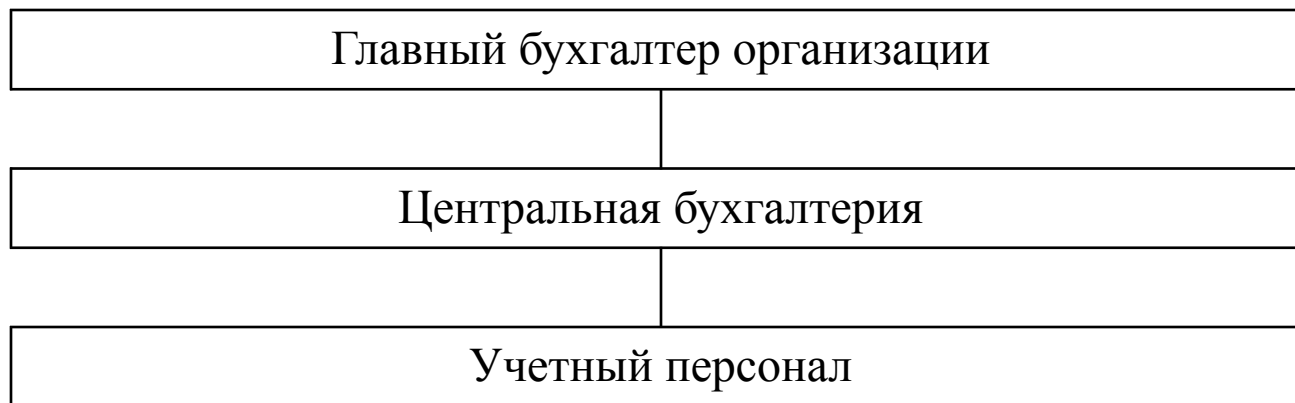 Главный бухгалтер организации
Центральная бухгалтерия
Учетный персонал